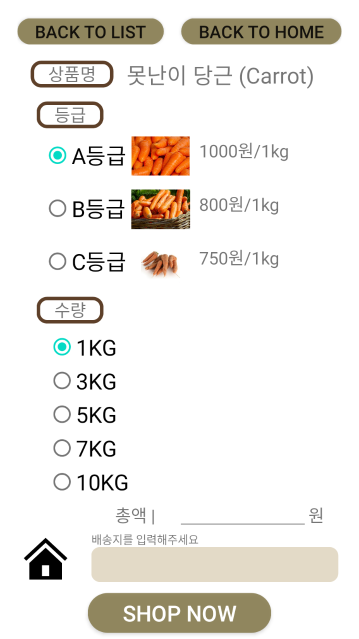 BACK TO LIST BACK TO HOME
상품명 못난이 당근 (Carrot)
등급
A등급 1000원/1kg
B등급 800원/1kg
C등급 750원/1kg
수량
1KG
3KG
5KG
7KG
10KG
총액 | 원
배송지를 입력해주세요
SHOP NOW